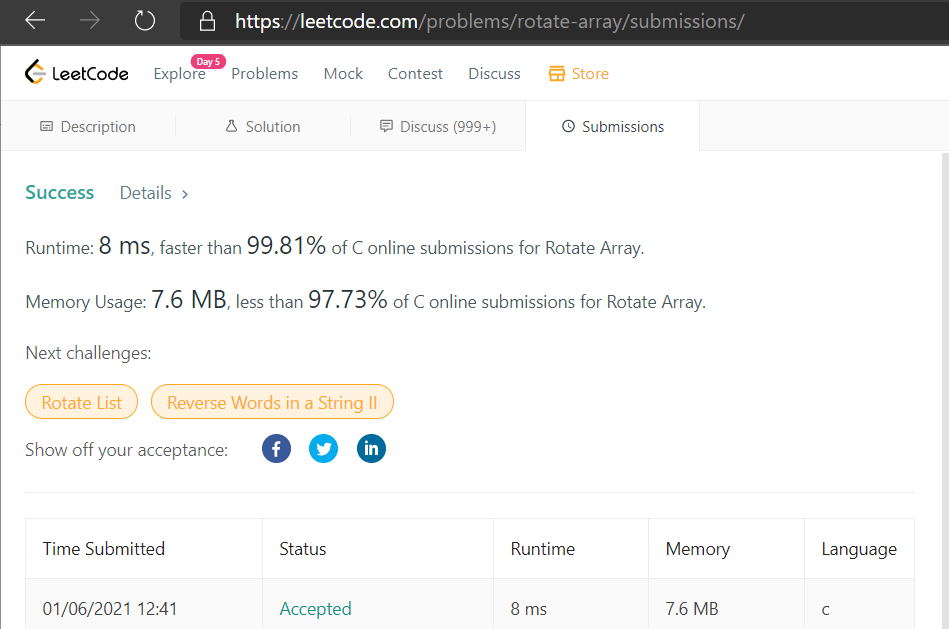 https://leetcode.com/problems/rotate-array/submissions/
Day 5
LeetCode Explore Problems Mock Contest Discuss Store
Description Solution Discuss (999+) Submissions
Success Details >
Runtime: 8 ms, faster than 99.81% of C online submissions for Rotate Array.
Memory Usage: 7.6 MB, less than 97.73% of C online submissions for Rotate Array.
Next challenges:
Rotate List Reverse Words in a String II
Show off your acceptance: f in
Time Submitted Status Runtime Memory Language
01/06/2021 12:41 Accepted 8 ms 7.6 MB c